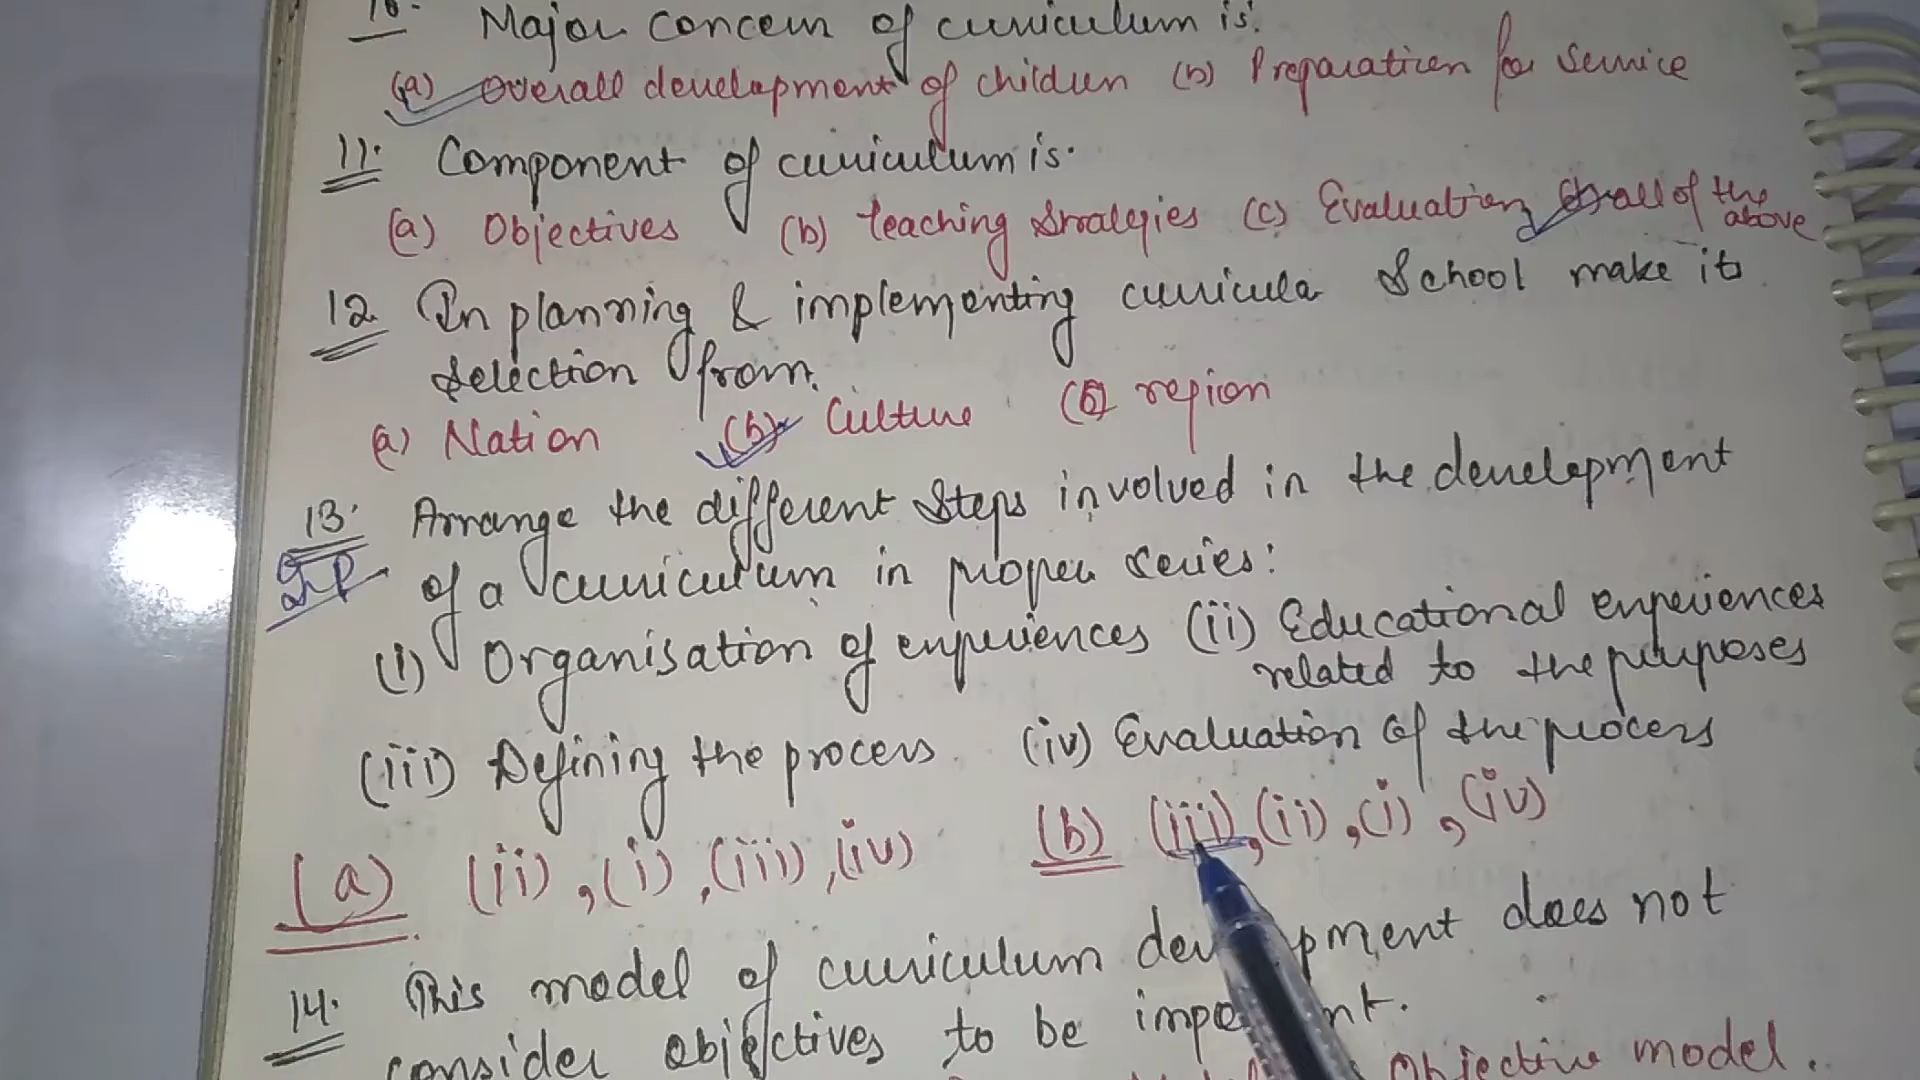 10. Major concern of curriculum is.
(a) Overall development of children (b) Preparation for service
11. Component of curriculum is.
(a) Objectives (b) teaching Strategies (c) Evaluation (d) all of the above
12. In planning & implementing curricula School make its
selection from.
(a) Nation (b) Culture (c) region
13. Arrange the different steps involved in the development
Imp of a curriculum in proper series:
(i) Organisation of experiences (ii) Educational experiences
related to the purposes
(iii) Defining the process (iv) Evaluation of the process
(a) (ii), (i), (iii), (iv) (b) (iii), (ii), (i), (iv)
14. This model of curriculum development does not
consider objectives to be important.
Objective model.